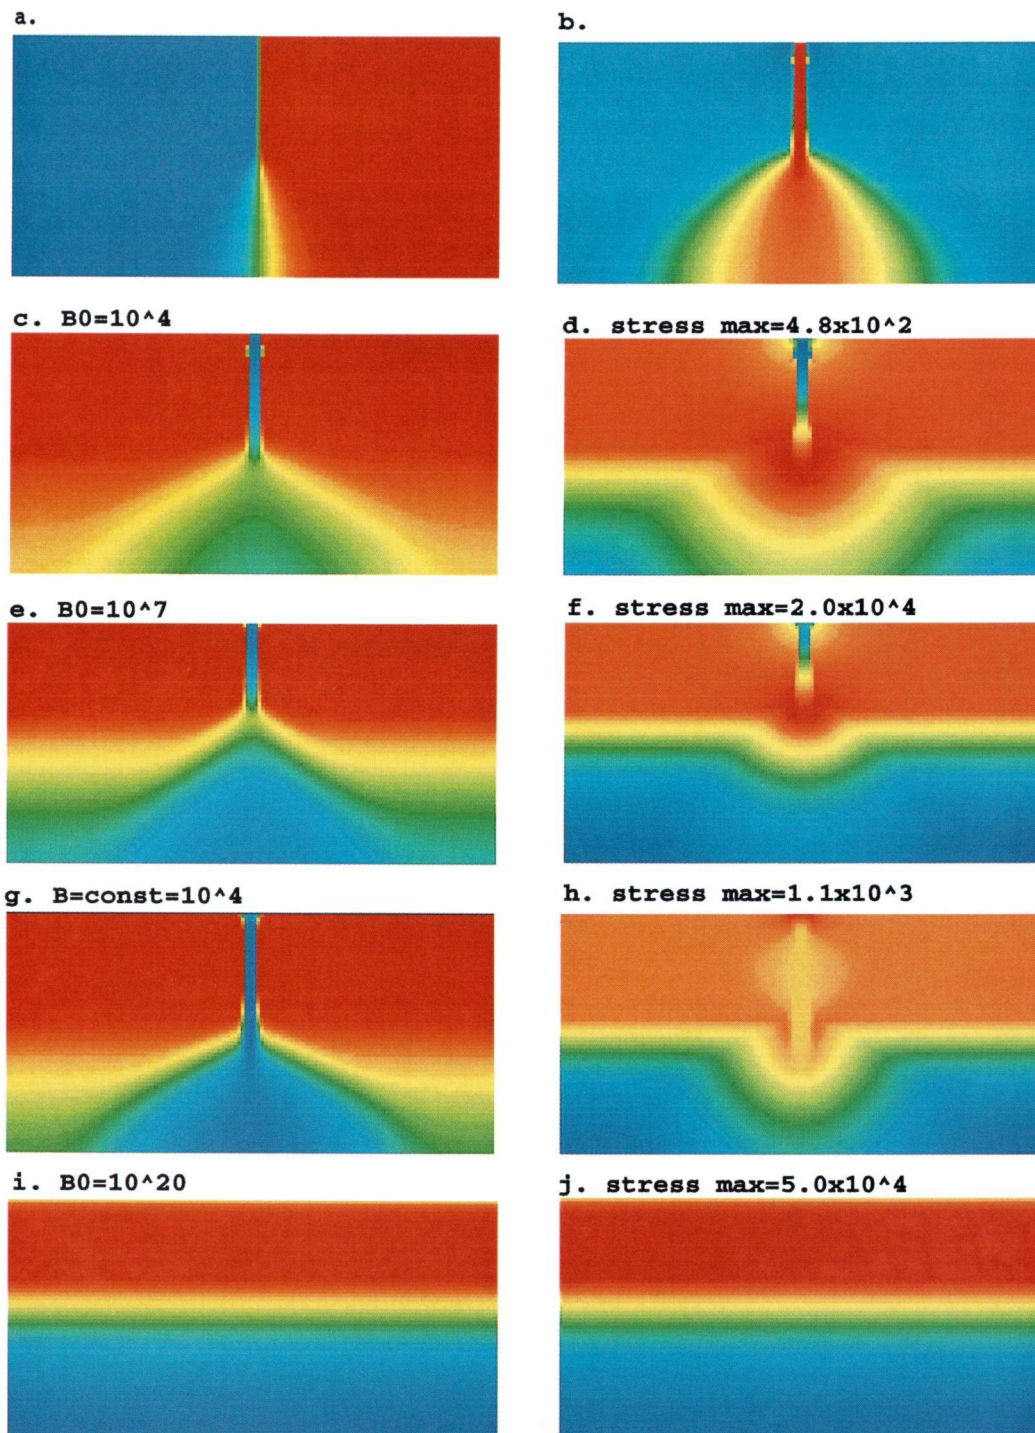 a.
b.
c. B0=10^4
d. stress max=4.8x10^2
e. B0=10^7
f. stress max=2.0x10^4
g. B=const=10^4
h. stress max=1.1x10^3
i. B0=10^20
j. stress max=5.0x10^4